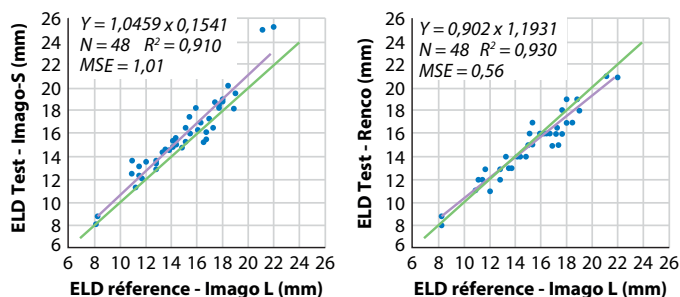 Y = 1,0459 x 0,1541
N = 48 R² = 0,910
MSE = 1,01
ELD Test - Imago-S (mm)
26
24
22
20
18
16
14
12
10
8
6
6 8 10 12 14 16 18 20 22 24 26
ELD réference - Imago L (mm)
Y = 0,902 x 1,1931
N = 48 R² = 0,930
MSE = 0,56
ELD Test - Renco (mm)
26
24
22
20
18
16
14
12
10
8
6
6 8 10 12 14 16 18 20 22 24 26
ELD réference - Imago L (mm)